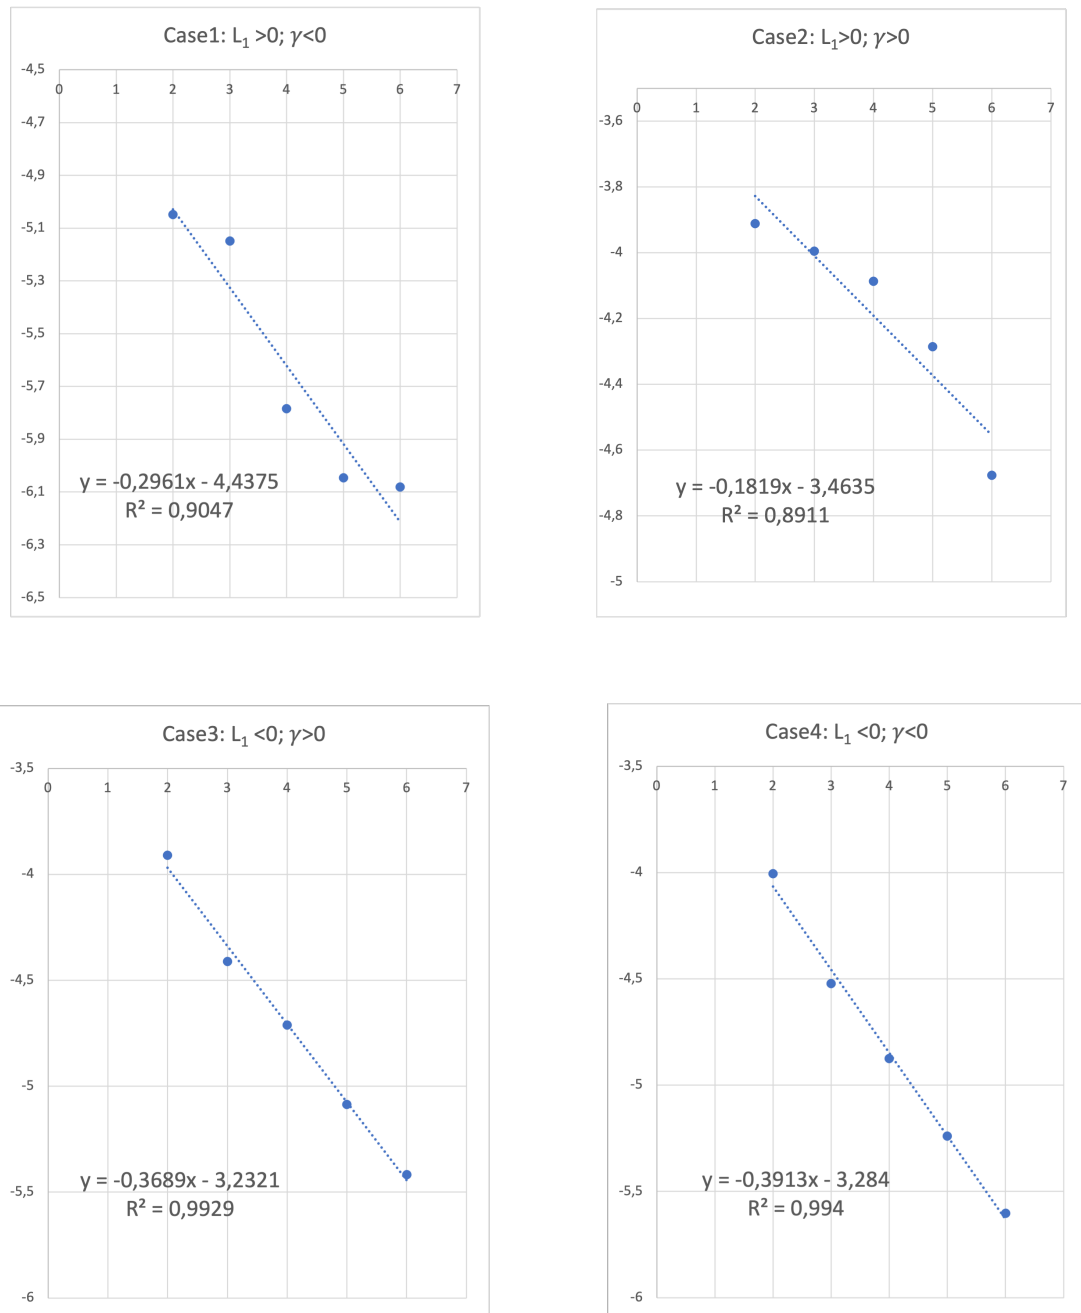 Case1: L₁ >0; γ<0
-4,5
0 1 2 3 4 5 6 7
-4,7
-4,9
-5,1
-5,3
-5,5
-5,7
-5,9
y = -0,2961x - 4,4375
-6,1
R² = 0,9047
-6,3
-6,5
Case2: L₁>0; γ>0
0 1 2 3 4 5 6 7
-3,6
-3,8
-4
-4,2
-4,4
-4,6
y = -0,1819x - 3,4635
-4,8
R² = 0,8911
-5
Case3: L₁ <0; γ>0
-3,5
0 1 2 3 4 5 6 7
-4
-4,5
-5
y = -0,3689x - 3,2321
-5,5
R² = 0,9929
-6
Case4: L₁ <0; γ<0
-3,5
0 1 2 3 4 5 6 7
-4
-4,5
-5
y = -0,3913x - 3,284
-5,5
R² = 0,994
-6